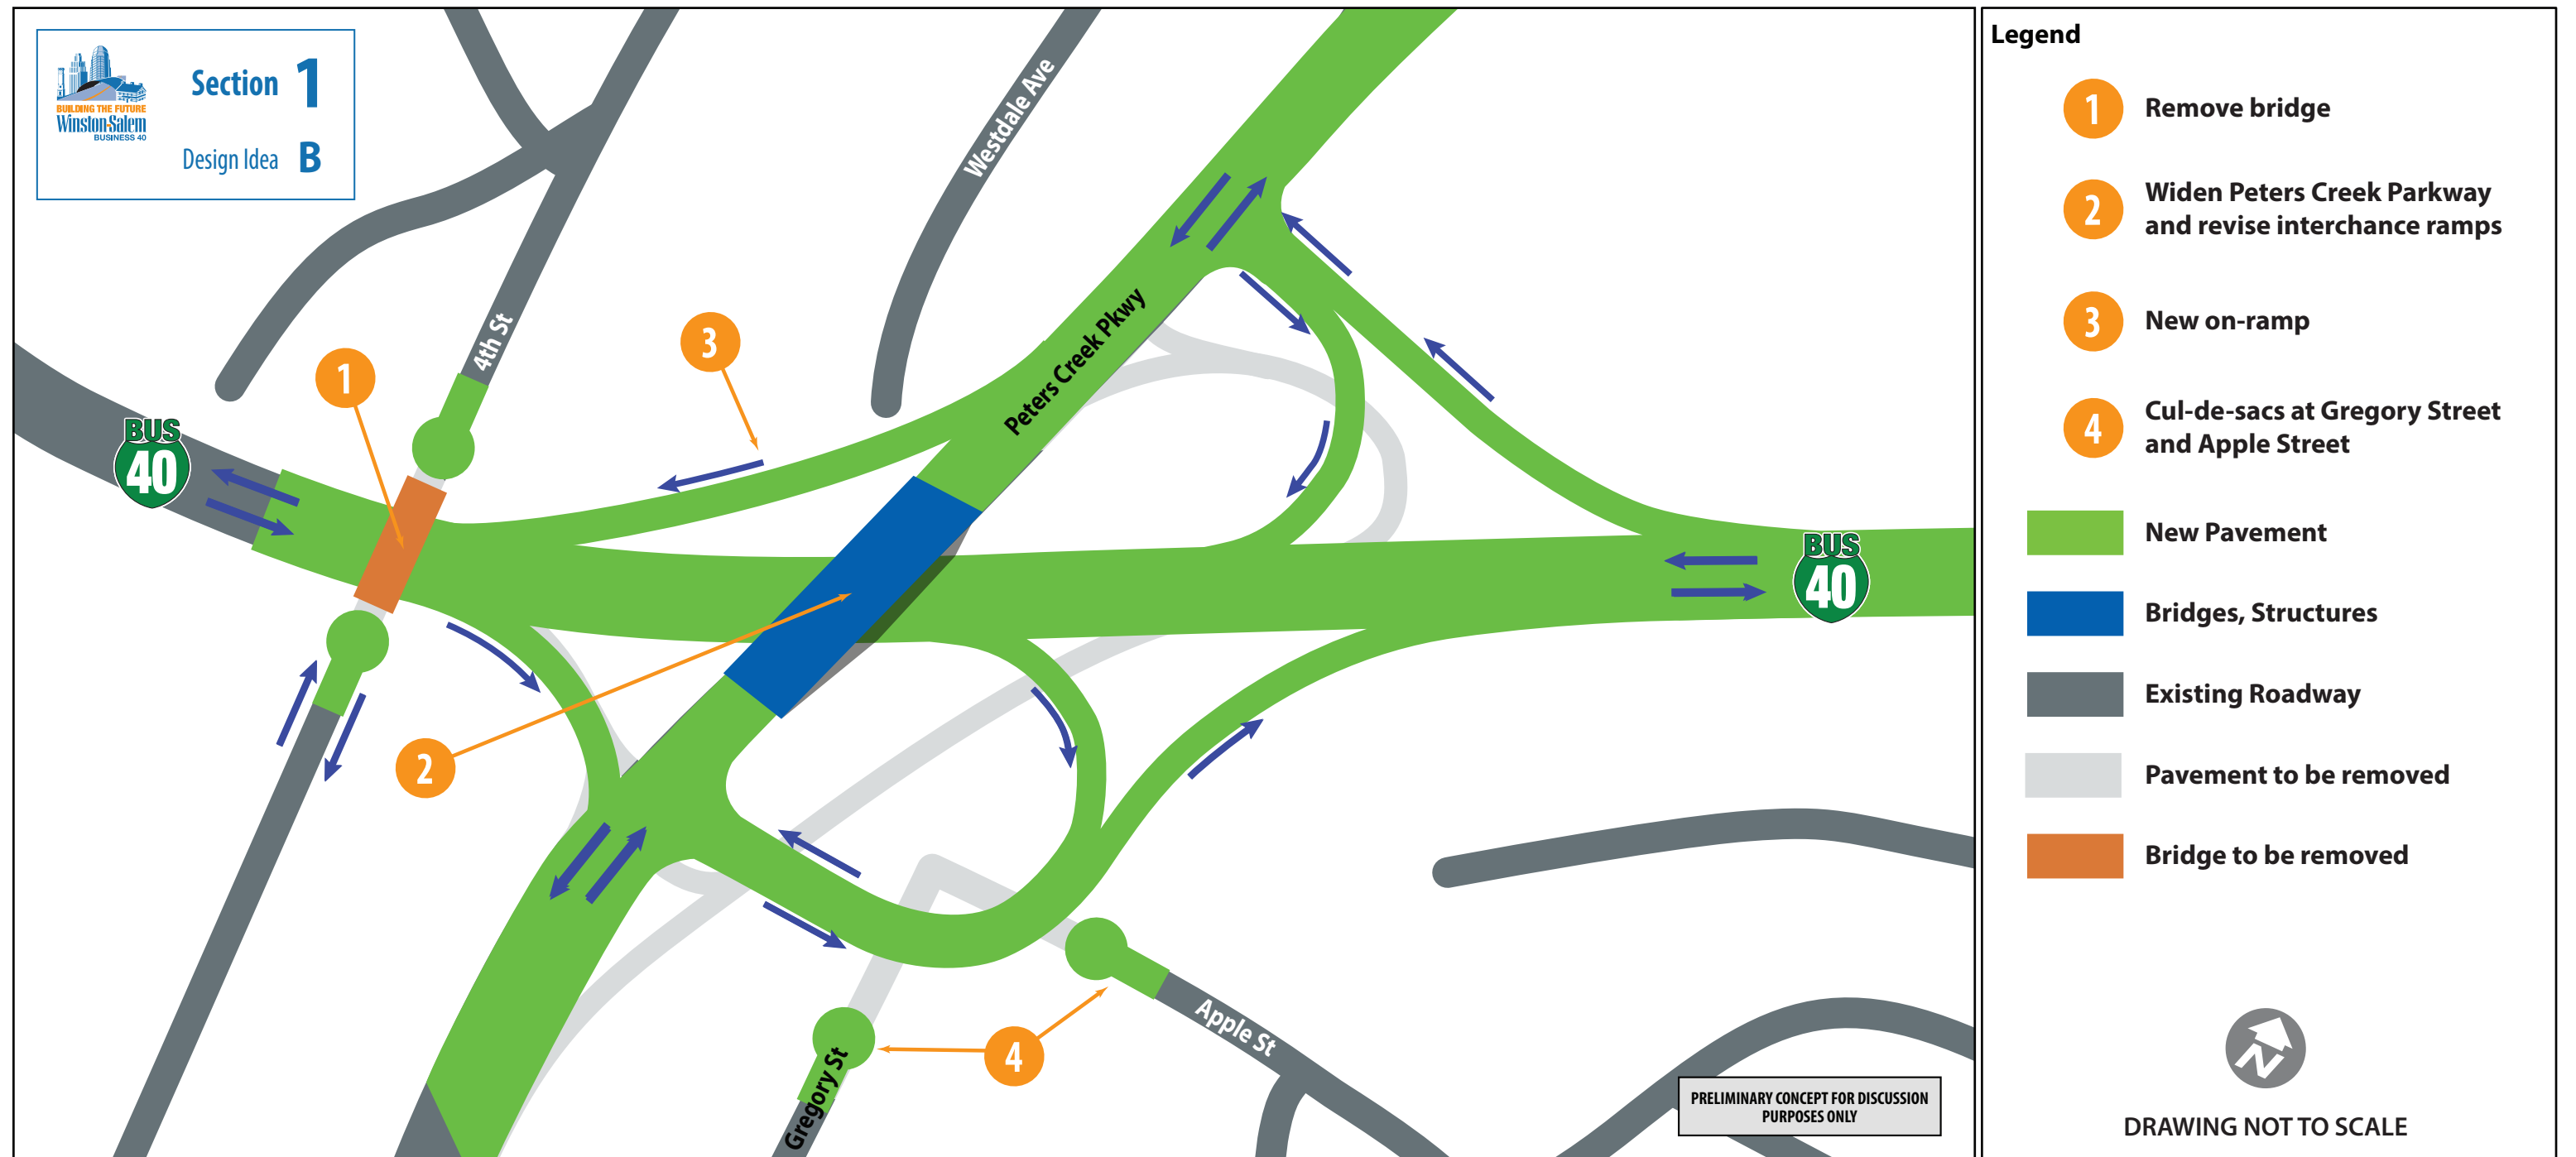 BUILDING THE FUTURE
Winston-Salem
BUSINESS 40
Section 1
Design Idea B
4th St
Westdale Ave
Peters Creek Pkwy
1
3
2
4
BUS
40
BUS
40
Apple St
Gregory St
PRELIMINARY CONCEPT FOR DISCUSSION
PURPOSES ONLY
Legend
1 Remove bridge
2 Widen Peters Creek Parkway
and revise interchance ramps
3 New on-ramp
4 Cul-de-sacs at Gregory Street
and Apple Street
New Pavement
Bridges, Structures
Existing Roadway
Pavement to be removed
Bridge to be removed
N
DRAWING NOT TO SCALE